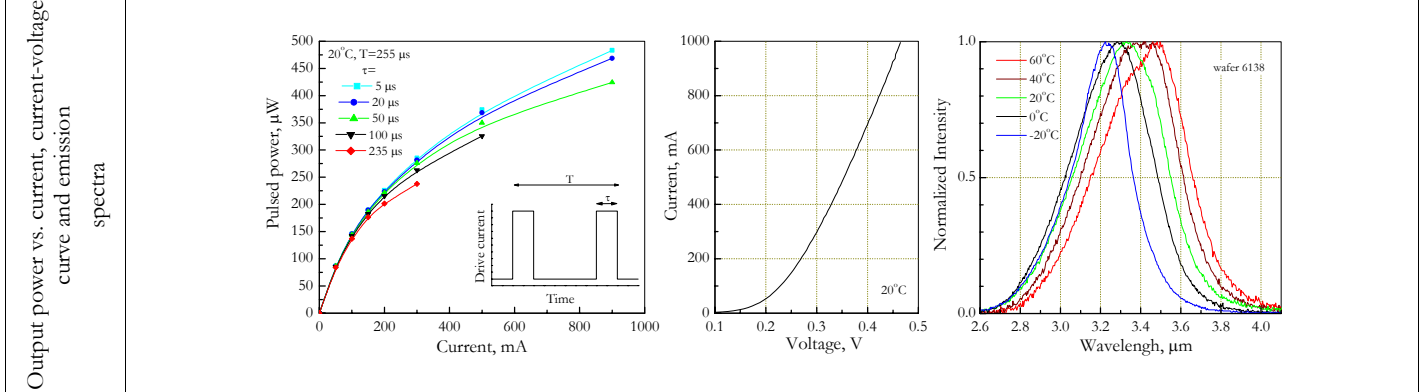 Output power vs. current, current-voltage
curve and emission
spectra
500
450
400
350
300
250
200
150
100
50
0
Pulsed power, µW
20°C, T=255 µs
τ=
5 µs
20 µs
50 µs
100 µs
235 µs
T
τ
Drive current
Time
0 200 400 600 800 1000
Current, mA
1000
800
600
400
200
0
Current, mA
20°C
0.1 0.2 0.3 0.4 0.5
Voltage, V
1.0
0.5
0.0
Normalized Intensity
60°C
40°C
20°C
0°C
-20°C
wafer 6138
2.6 2.8 3.0 3.2 3.4 3.6 3.8 4.0
Wavelengh, µm